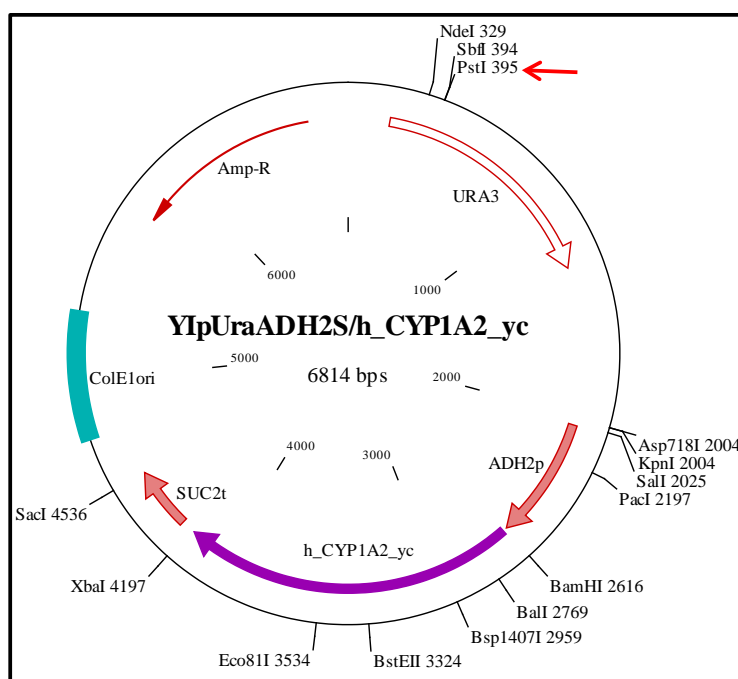 NdeI 329
SbfI 394
PstI 395
Amp-R
URA3
6000
1000
YIpUraADH2S/h_CYP1A2_yc
ColE1ori
5000
6814 bps
2000
4000
3000
ADH2p
Asp718I 2004
KpnI 2004
SalI 2025
PacI 2197
SUC2t
SacI 4536
h_CYP1A2_yc
XbaI 4197
BamHI 2616
BalI 2769
Bsp1407I 2959
Eco81I 3534
BstEII 3324